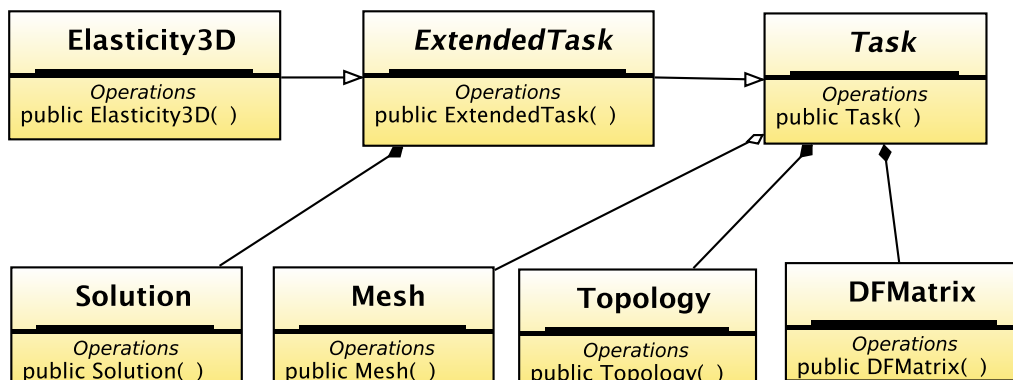 Elasticity3D
Operations
public Elasticity3D( )
ExtendedTask
Operations
public ExtendedTask( )
Task
Operations
public Task( )
Solution
Operations
public Solution( )
Mesh
Operations
public Mesh( )
Topology
Operations
public Topology( )
DFMatrix
Operations
public DFMatrix( )